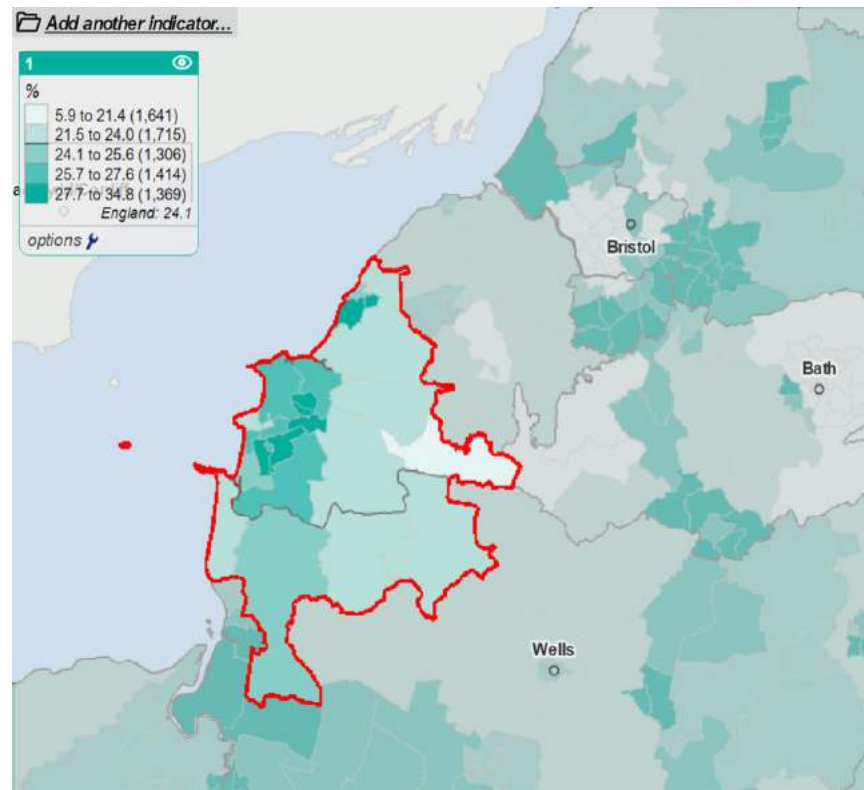 Add another indicator...
1
%
5.9 to 21.4 (1,641)
21.5 to 24.0 (1,715)
24.1 to 25.6 (1,306)
25.7 to 27.6 (1,414)
27.7 to 34.8 (1,369)
England: 24.1
options
Bristol
Bath
Wells